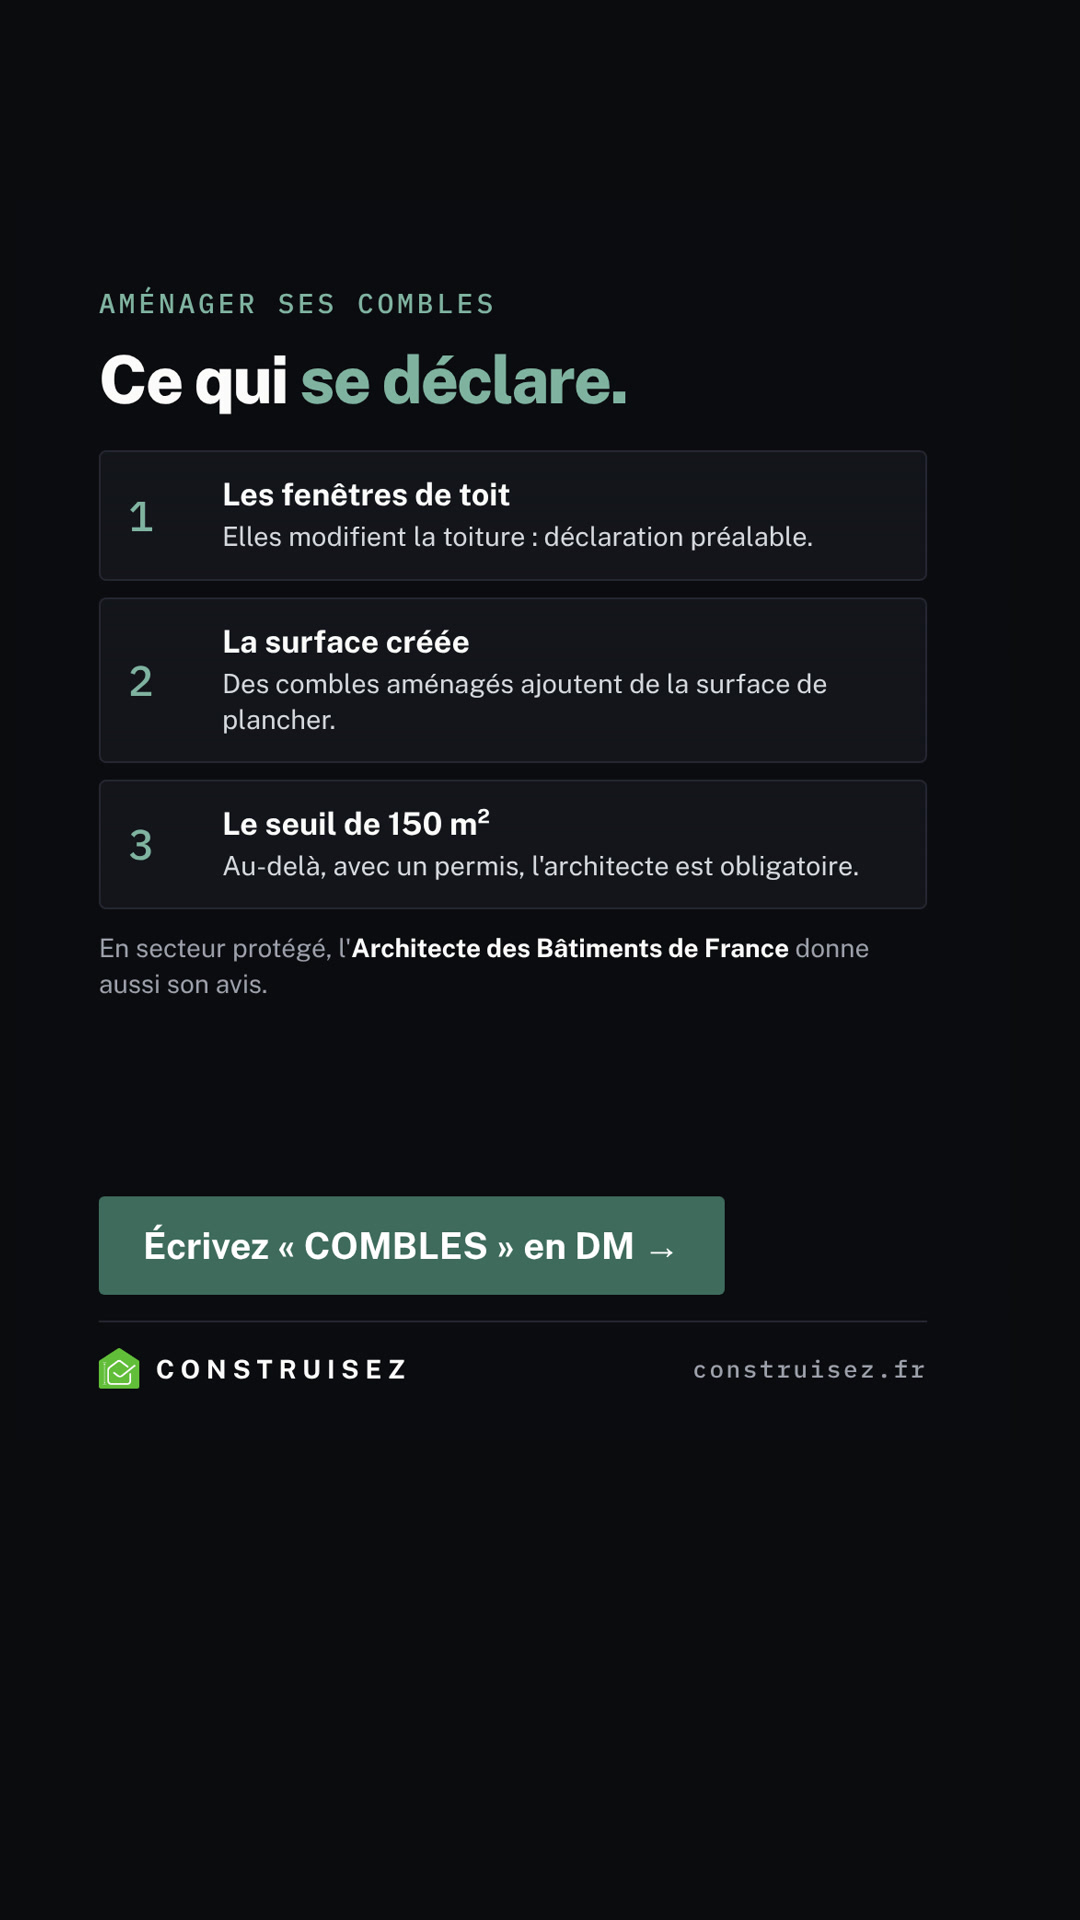 AMÉNAGER SES COMBLES
Ce qui se déclare.
1
Les fenêtres de toit
Elles modifient la toiture : déclaration préalable.
2
La surface créée
Des combles aménagés ajoutent de la surface de
plancher.
3
Le seuil de 150 m²
Au-delà, avec un permis, l'architecte est obligatoire.
En secteur protégé, l'Architecte des Bâtiments de France donne
aussi son avis.
Écrivez « COMBLES » en DM →
CONSTRUISEZ
construisez.fr